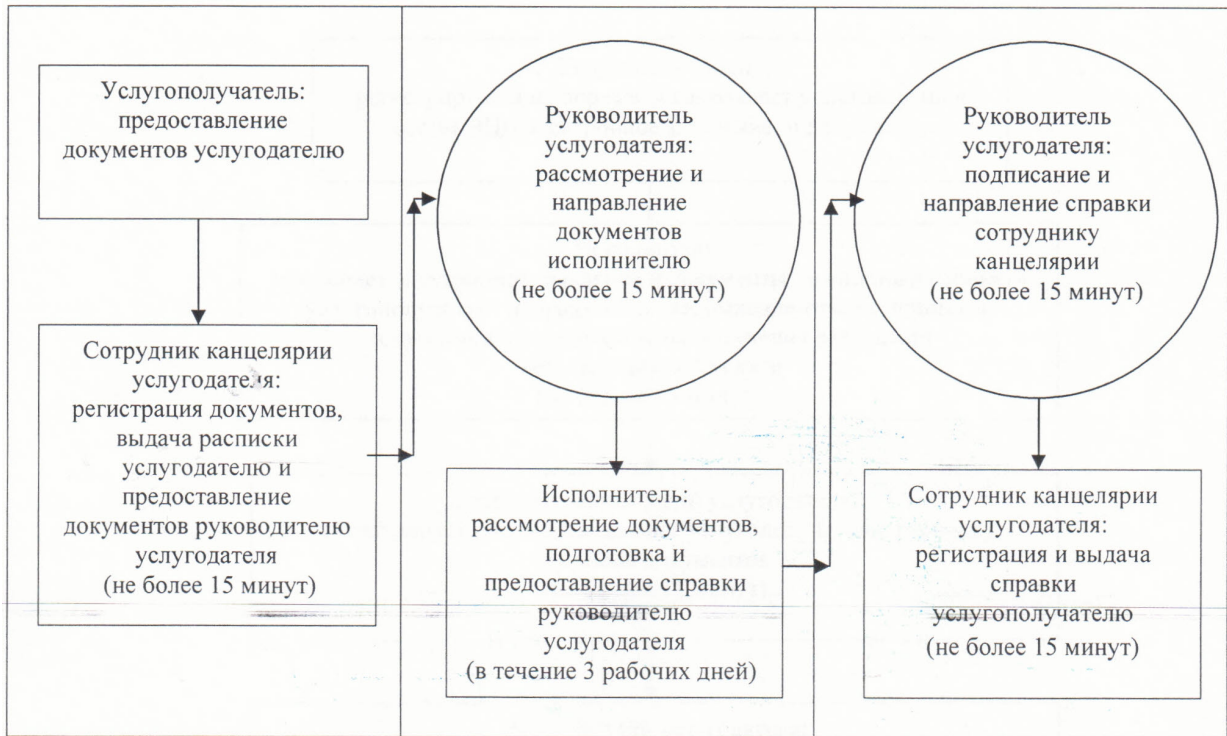 Услугополучатель:
предоставление
документов услугодателю
Сотрудник канцелярии
услугодателя:
регистрация документов,
выдача расписки
услугодателю и
предоставление
документов руководителю
услугодателя
(не более 15 минут)
Руководитель
услугодателя:
рассмотрение и
направление
документов
исполнителю
(не более 15 минут)
Исполнитель:
рассмотрение документов,
подготовка и
предоставление справки
руководителю
услугодателя
(в течение 3 рабочих дней)
Руководитель
услугодателя:
подписание и
направление справки
сотруднику
канцелярии
(не более 15 минут)
Сотрудник канцелярии
услугодателя:
регистрация и выдача
справки
услугополучателю
(не более 15 минут)